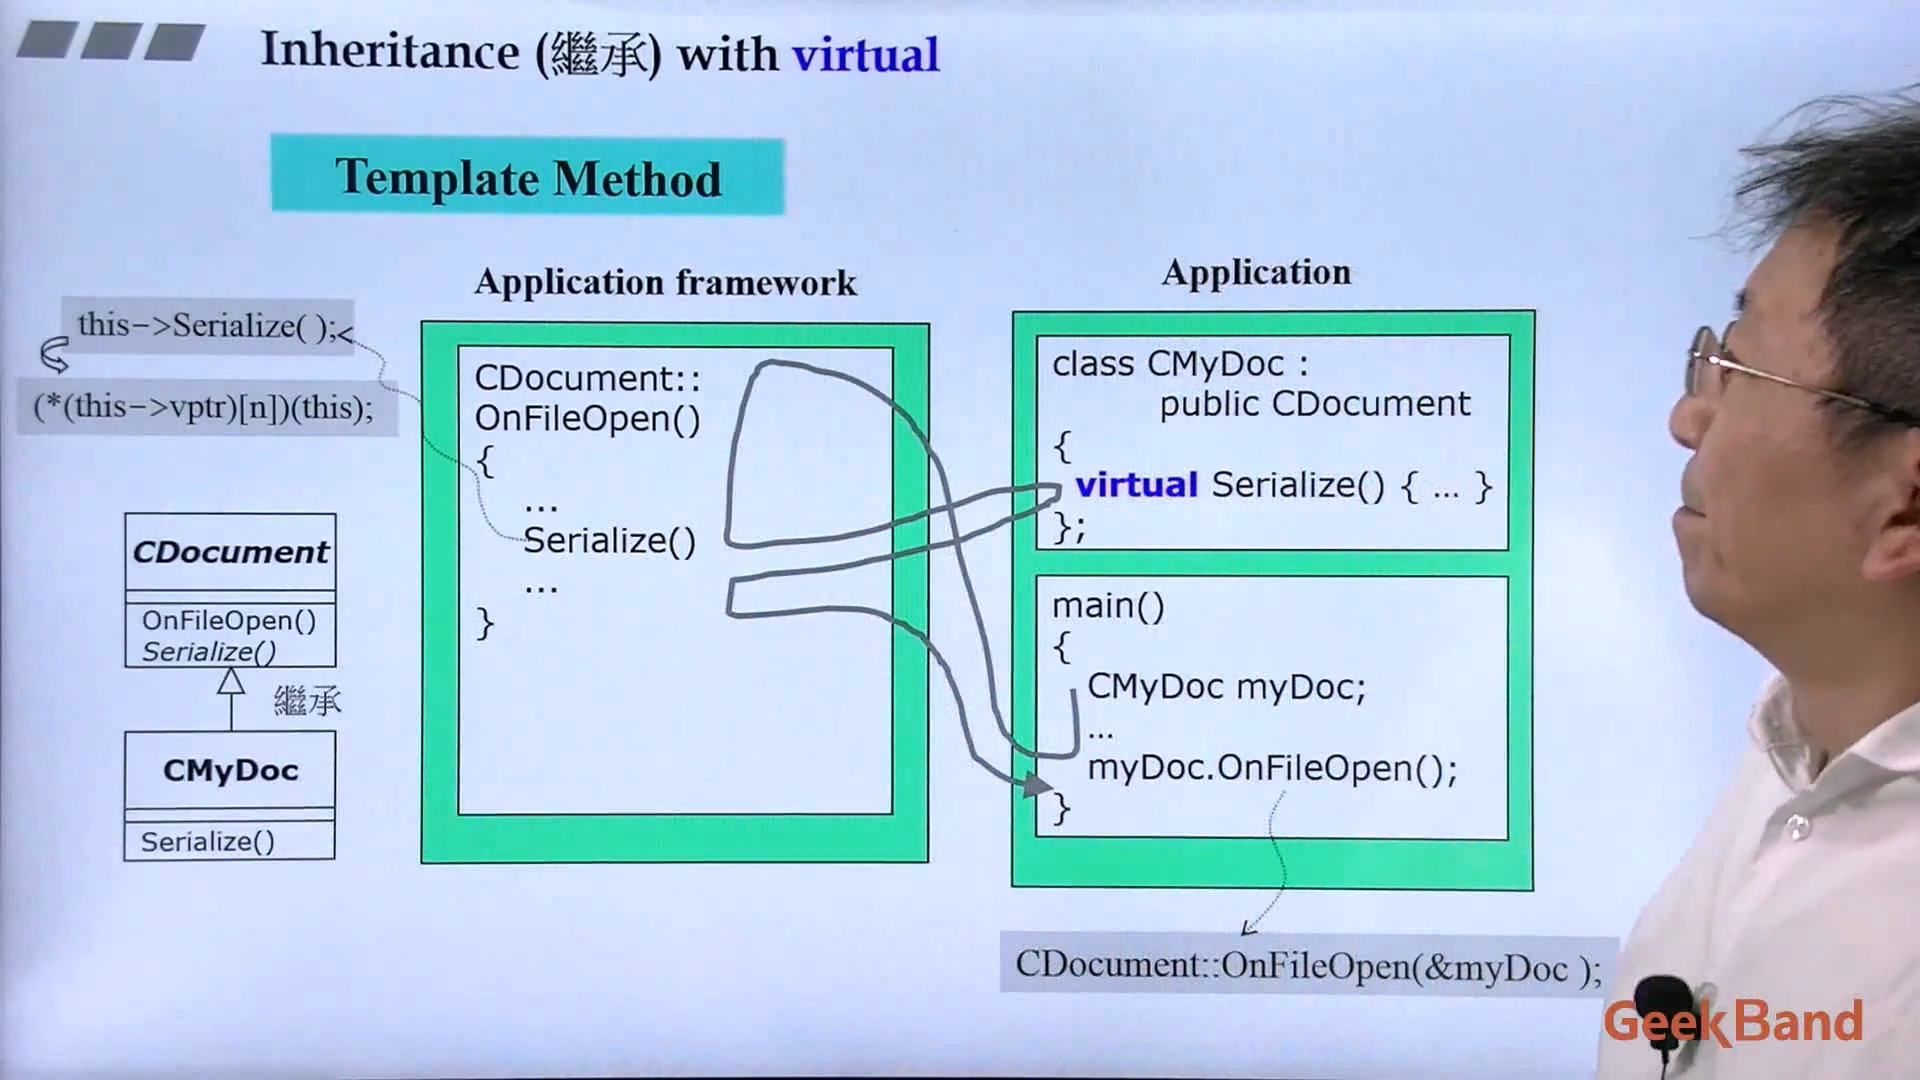 Inheritance (繼承) with virtual
Template Method
Application framework
Application
this->Serialize( );
(*(this->vptr)[n])(this);
CDocument::
OnFileOpen()
{
...
Serialize()
...
}
class CMyDoc :
public CDocument
{
virtual Serialize() { ... }
};
main()
{
CMyDoc myDoc;
...
myDoc.OnFileOpen();
}
CDocument
OnFileOpen()
Serialize()
繼承
CMyDoc
Serialize()
CDocument::OnFileOpen(&myDoc );
GeekBand